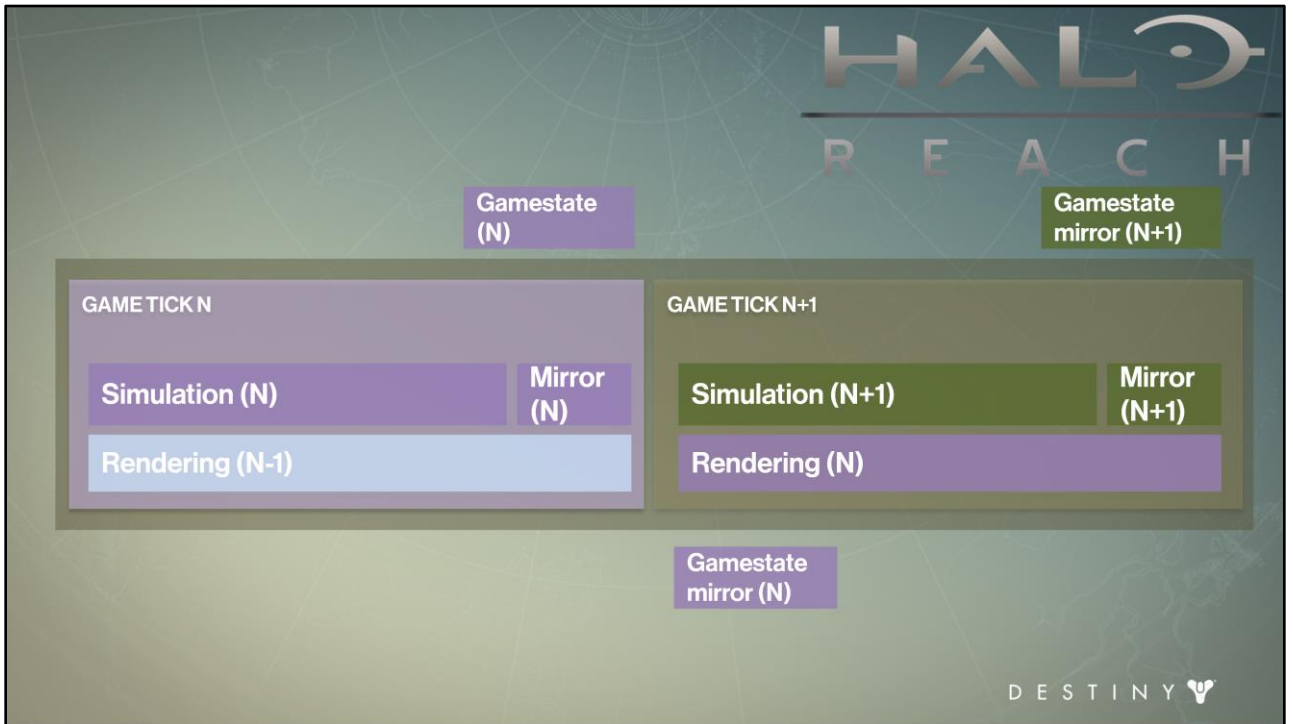 HALO
REACH
Gamestate
(N)
Gamestate
mirror (N+1)
GAME TICK N
GAME TICK N+1
Simulation (N)
Mirror
(N)
Simulation (N+1)
Mirror
(N+1)
Rendering (N-1)
Rendering (N)
Gamestate
mirror (N)
DESTINY